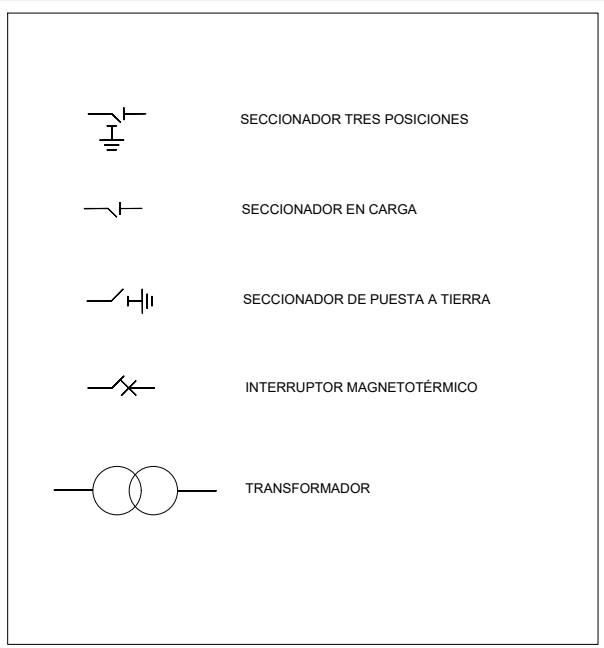 SECCIONADOR TRES POSICIONES
SECCIONADOR EN CARGA
SECCIONADOR DE PUESTA A TIERRA
INTERRUPTOR MAGNETOTÉRMICO
TRANSFORMADOR